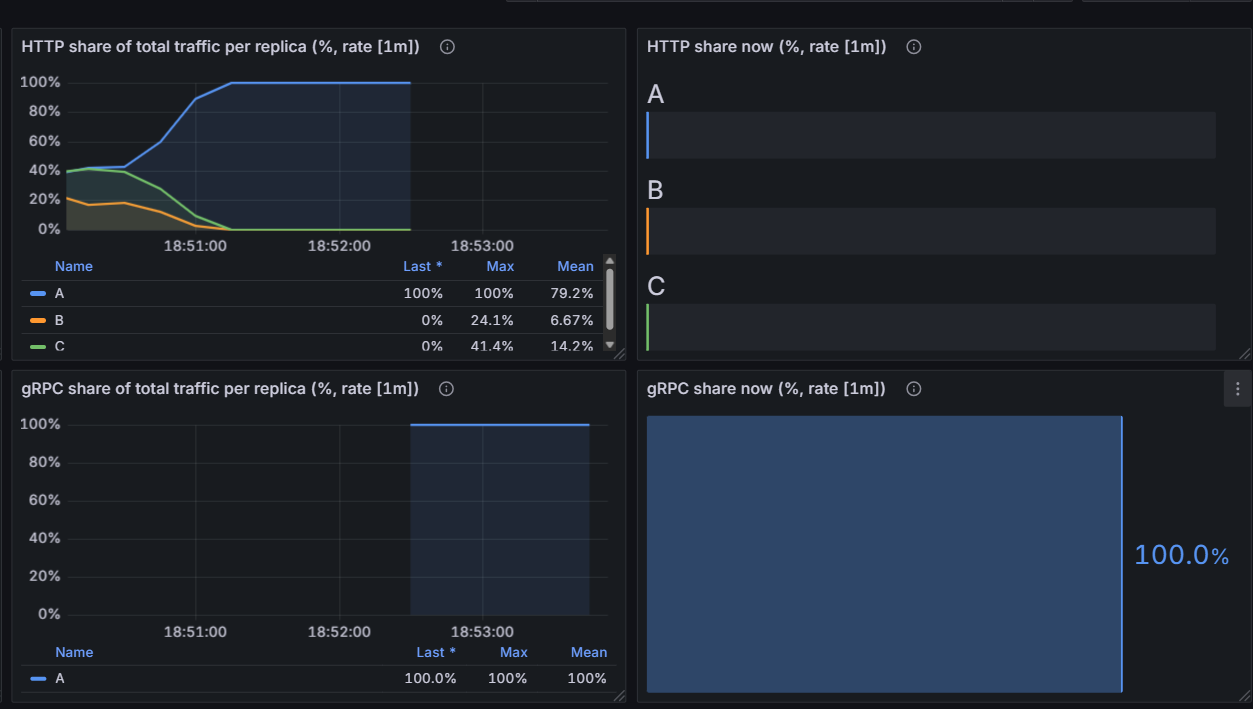 HTTP share of total traffic per replica (%, rate [1m])
100%
80%
60%
40%
20%
0%
18:51:00 18:52:00 18:53:00
Name Last * Max Mean
A 100% 100% 79.2%
B 0% 24.1% 6.67%
C 0% 41.4% 14.2%
HTTP share now (%, rate [1m])
A
B
C
gRPC share of total traffic per replica (%, rate [1m])
100%
80%
60%
40%
20%
0%
18:51:00 18:52:00 18:53:00
Name Last * Max Mean
A 100.0% 100% 100%
gRPC share now (%, rate [1m])
100.0%